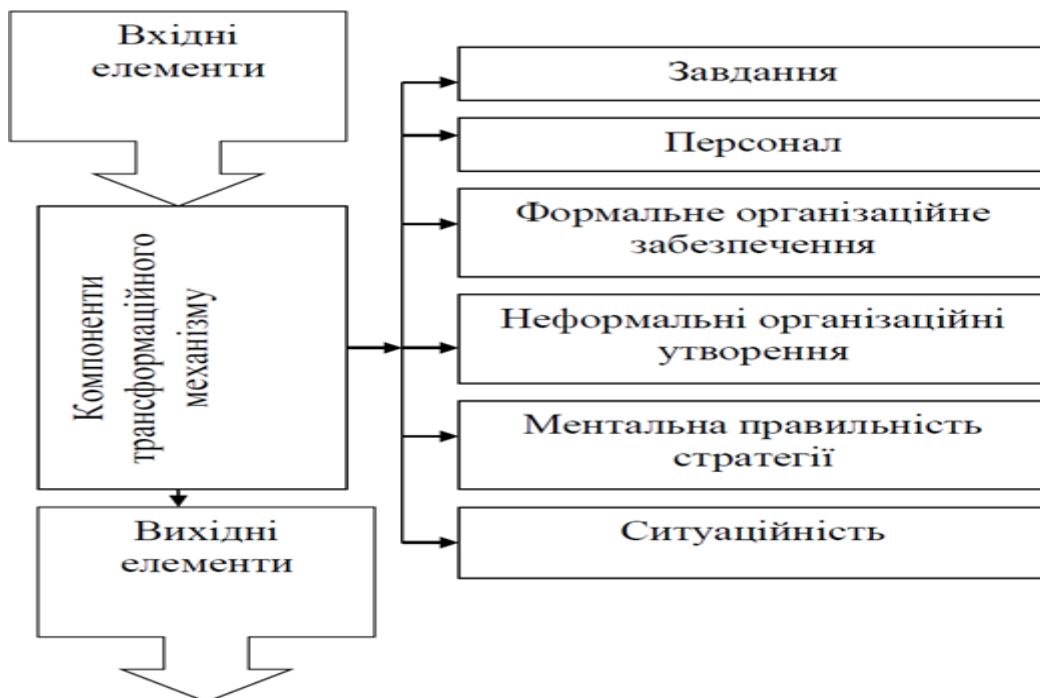 Вхідні
елементи
Компоненти
трансформаційного
механізму
Вихідні
елементи
Завдання
Персонал
Формальне організаційне
забезпечення
Неформальні організаційні
утворення
Ментальна правильність
стратегії
Ситуаційність